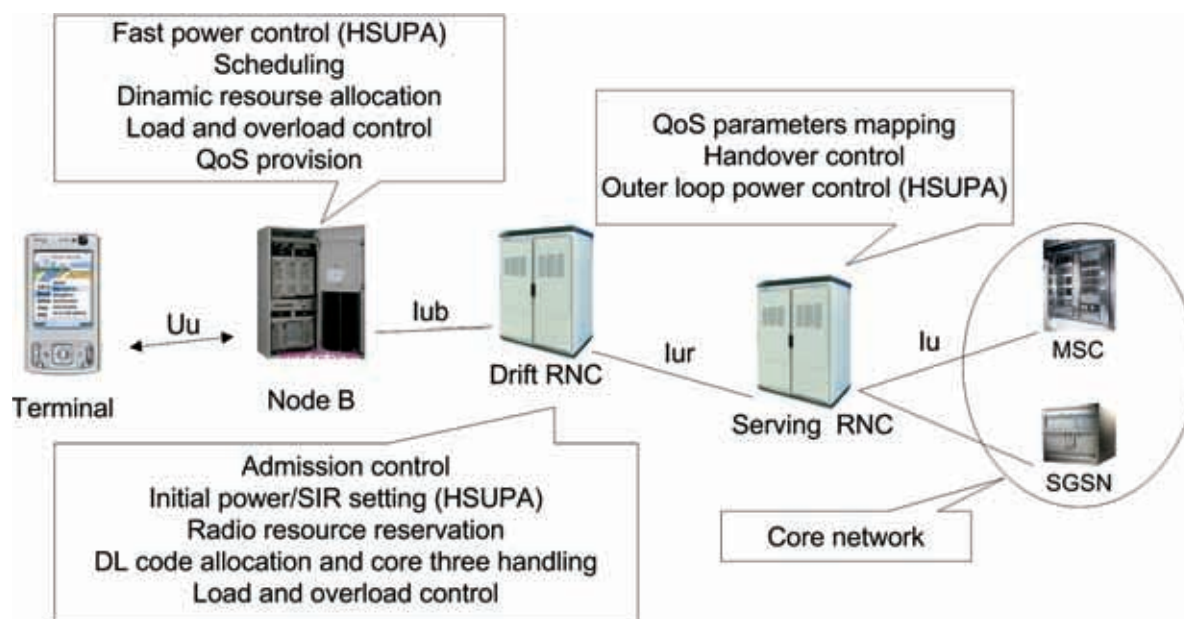 Fast power control (HSUPA)
Scheduling
Dinamic resourse allocation
Load and overload control
QoS provision
QoS parameters mapping
Handover control
Outer loop power control (HSUPA)
Uu
Iub
Iur
Iu
Terminal
Node B
Drift RNC
Serving RNC
MSC
SGSN
Admission control
Initial power/SIR setting (HSUPA)
Radio resource reservation
DL code allocation and core three handling
Load and overload control
Core network